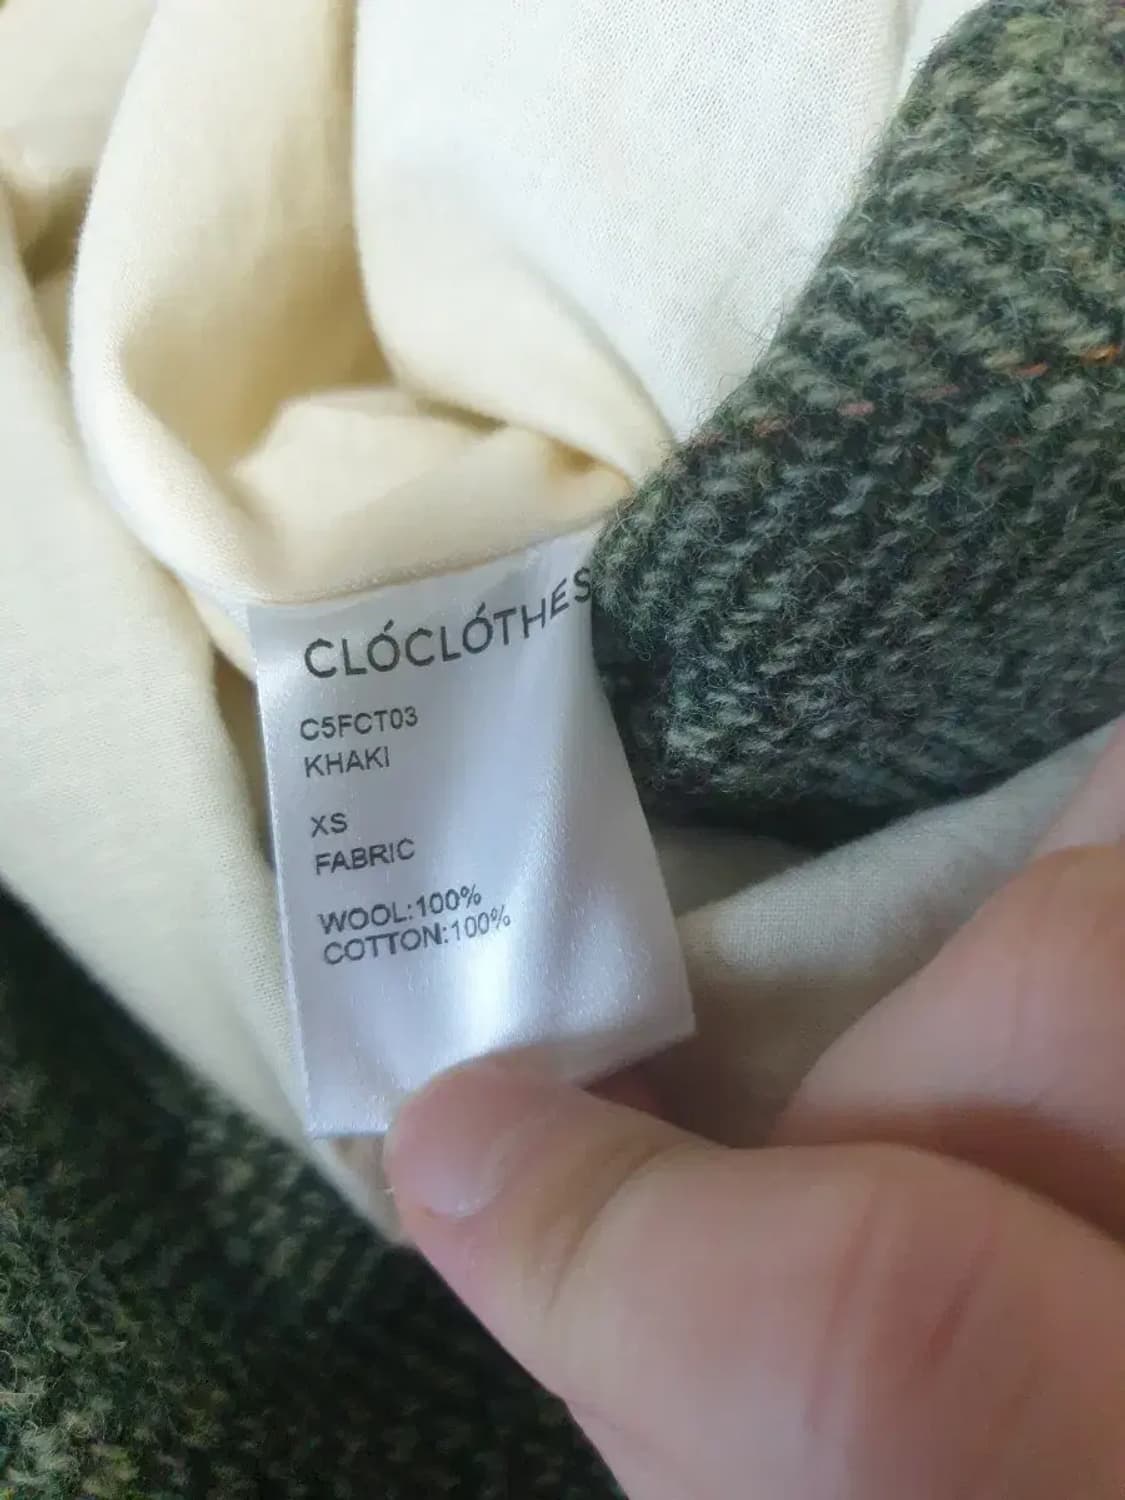 CLÓCLÓTHES
C5FCT03
KHAKI
XS
FABRIC
WOOL:100%
COTTON:100%